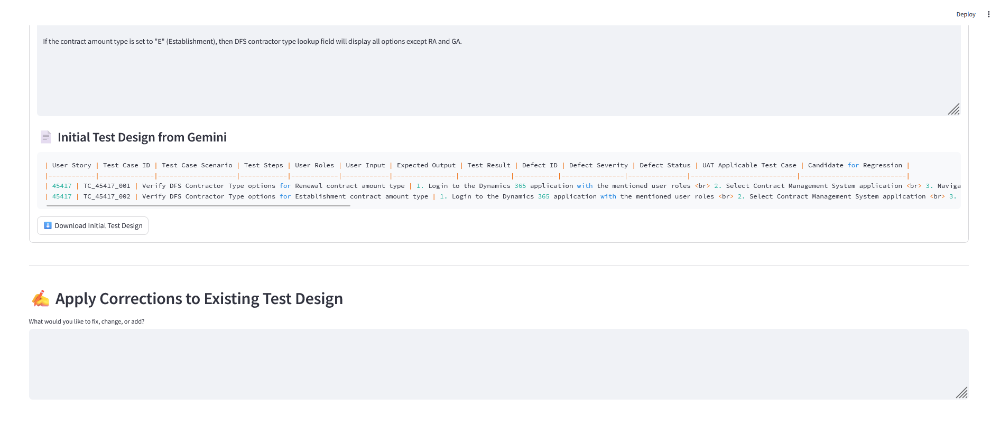 Deploy
If the contract amount type is set to "E" (Establishment), then DFS contractor type lookup field will display all options except RA and GA.
Initial Test Design from Gemini
| User Story | Test Case ID | Test Case Scenario | Test Steps | User Roles | User Input | Expected Output | Test Result | Defect ID | Defect Severity | Defect Status | UAT Applicable Test Case | Candidate for Regression |
|------------|--------------|--------------------|------------|------------|------------|----------------|-------------|-----------|----------------|---------------|---------------------------|---------------------------|
| 45417 | TC_45417_001 | Verify DFS Contractor Type options for Renewal contract amount type | 1. Login to the Dynamics 365 application with the mentioned user roles <br> 2. Select Contract Management System application <br> 3. Naviga
| 45417 | TC_45417_002 | Verify DFS Contractor Type options for Establishment contract amount type | 1. Login to the Dynamics 365 application with the mentioned user roles <br> 2. Select Contract Management System application <br> 3.
Download Initial Test Design
Apply Corrections to Existing Test Design
What would you like to fix, change, or add?